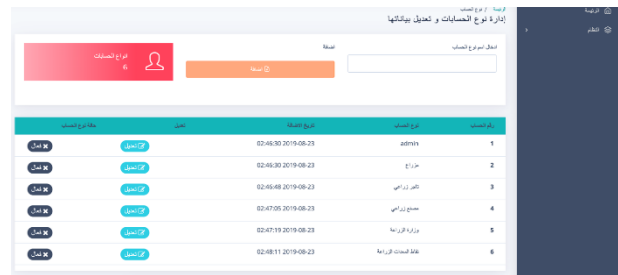 الرئيسية
النظام
الرئيسية / نوع الحساب
إدارة نوع الحسابات و تعديل بياناتها
ادخال اسم نوع الحساب
اضافة
اضافة
انواع الحسابات
6
رقم الحساب نوع الحساب تاريخ الاضافة تعديل حالة نوع الحساب
1 admin 02:46:30 2019-08-23 تعديل فعال
2 مزارع 02:46:30 2019-08-23 تعديل فعال
3 تاجر زراعي 02:46:48 2019-08-23 تعديل فعال
4 مصنع زراعي 02:47:05 2019-08-23 تعديل فعال
5 وزارة الزراعة 02:47:19 2019-08-23 تعديل فعال
6 نقاط المعدات الزراعة 02:48:11 2019-08-23 تعديل فعال